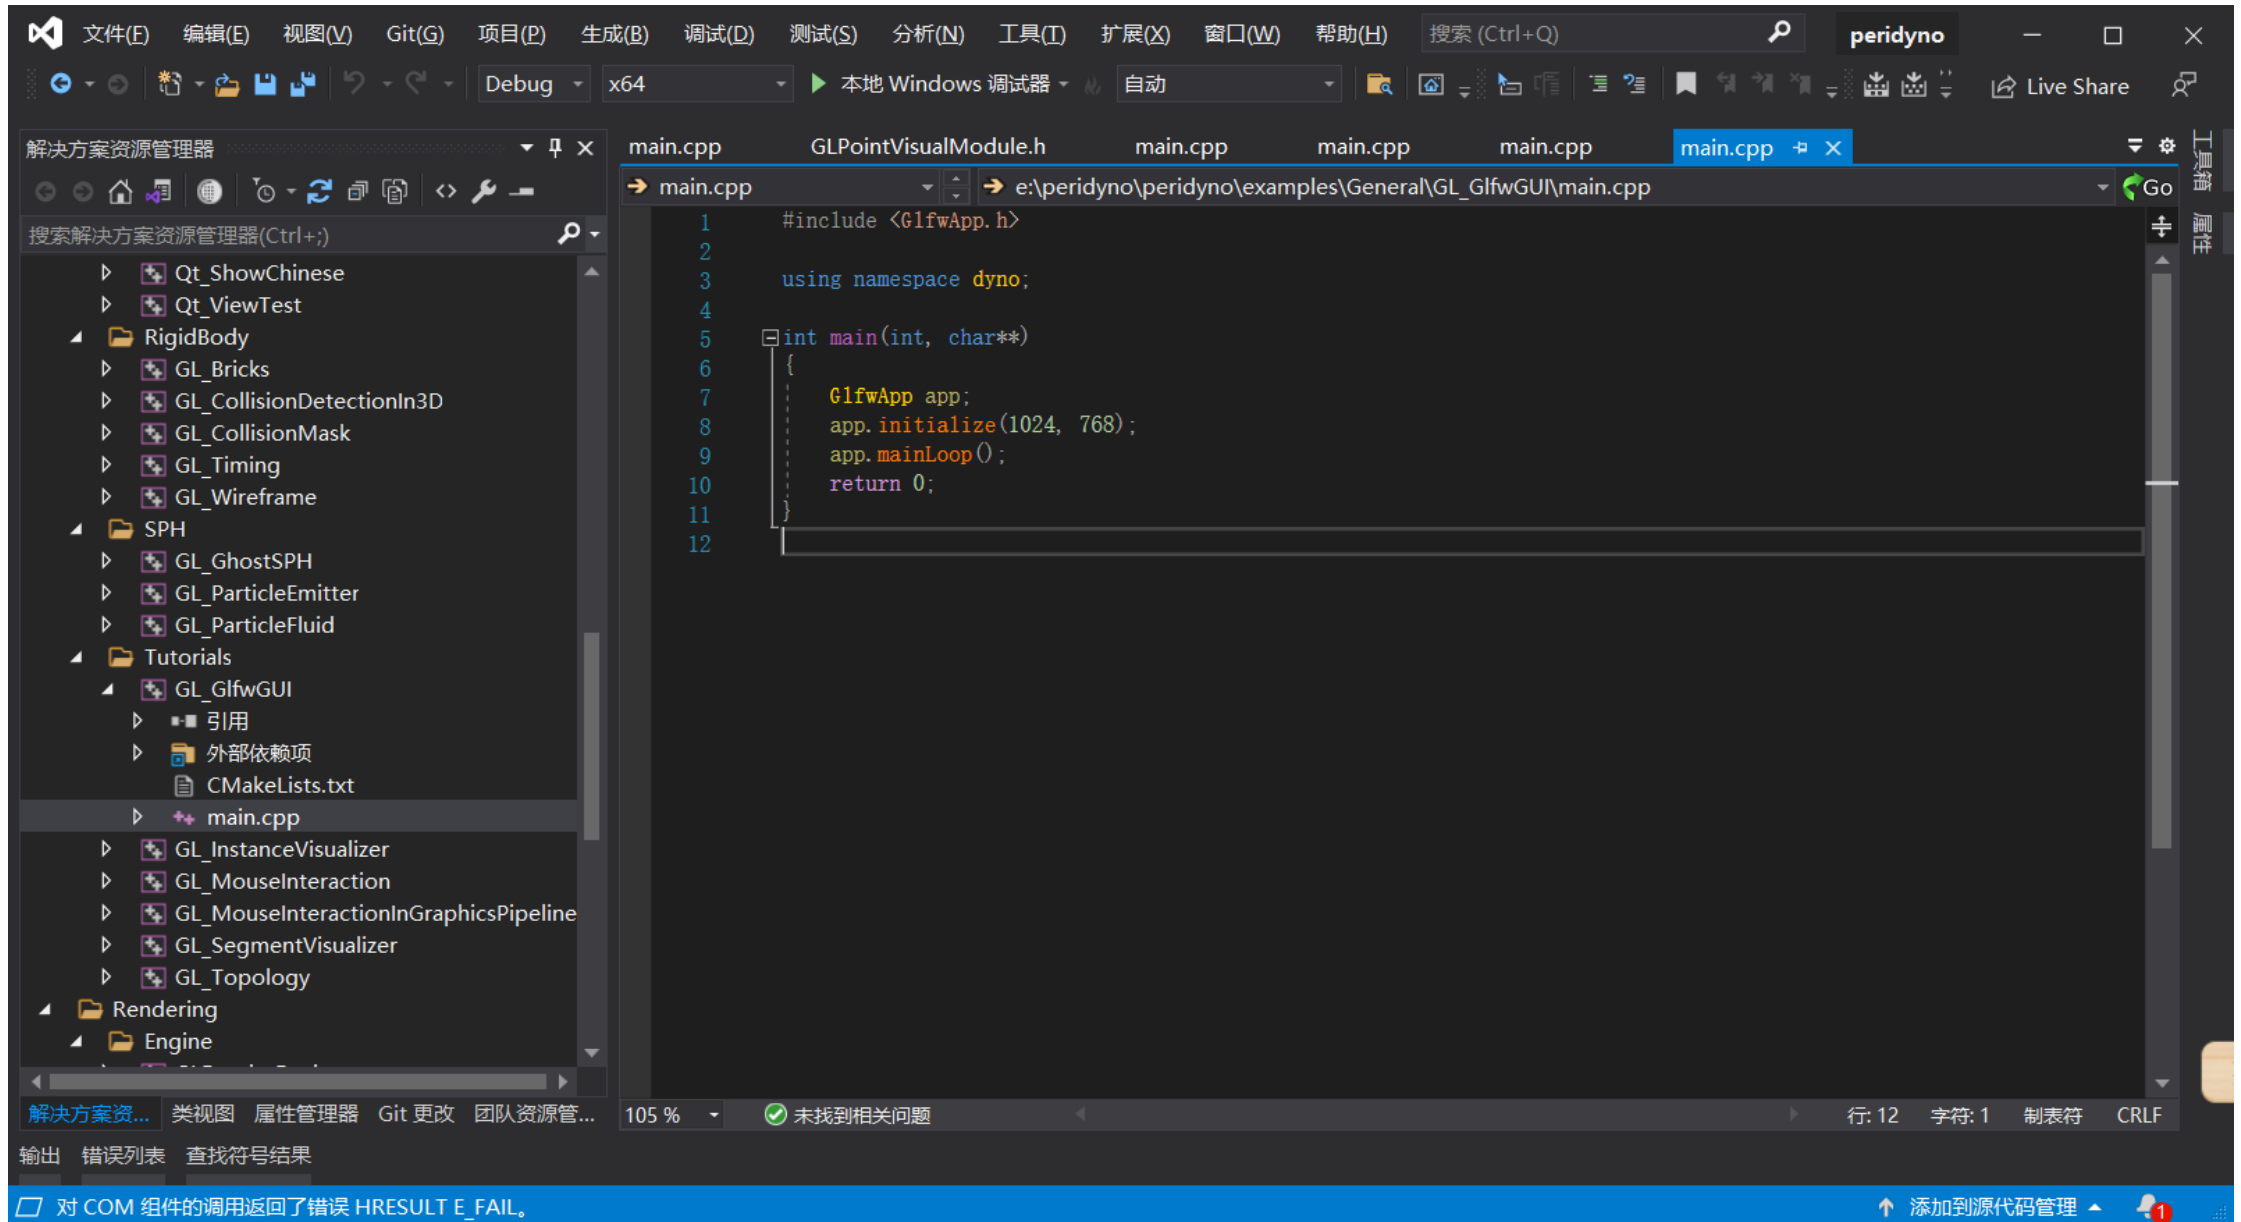 文件(F) 编辑(E) 视图(V) Git(G) 项目(P) 生成(B) 调试(D) 测试(S) 分析(N) 工具(T) 扩展(X) 窗口(W) 帮助(H) 搜索 (Ctrl+Q) peridyno
Debug x64 本地 Windows 调试器 自动 Live Share
解决方案资源管理器
搜索解决方案资源管理器(Ctrl+;)
Qt_ShowChinese
Qt_ViewTest
RigidBody
GL_Bricks
GL_CollisionDetectionIn3D
GL_CollisionMask
GL_Timing
GL_Wireframe
SPH
GL_GhostSPH
GL_ParticleEmitter
GL_ParticleFluid
Tutorials
GL_GlfwGUI
引用
外部依赖项
CMakeLists.txt
main.cpp
GL_InstanceVisualizer
GL_MouseInteraction
GL_MouseInteractionInGraphicsPipeline
GL_SegmentVisualizer
GL_Topology
Rendering
Engine
解决方案资... 类视图 属性管理器 Git 更改 团队资源管...
main.cpp GLPointVisualModule.h main.cpp main.cpp main.cpp main.cpp
main.cpp e:\peridyno\peridyno\examples\General\GL_GlfwGUI\main.cpp Go
1 #include <GlfwApp.h>
2
3 using namespace dyno;
4
5 int main(int, char**)
6 {
7 GlfwApp app;
8 app.initialize(1024, 768);
9 app.mainLoop();
10 return 0;
11 }
12
105 % 未找到相关问题 行: 12 字符: 1 制表符 CRLF
工具箱
属性
输出 错误列表 查找符号结果
对 COM 组件的调用返回了错误 HRESULT E_FAIL。 添加到源代码管理 1